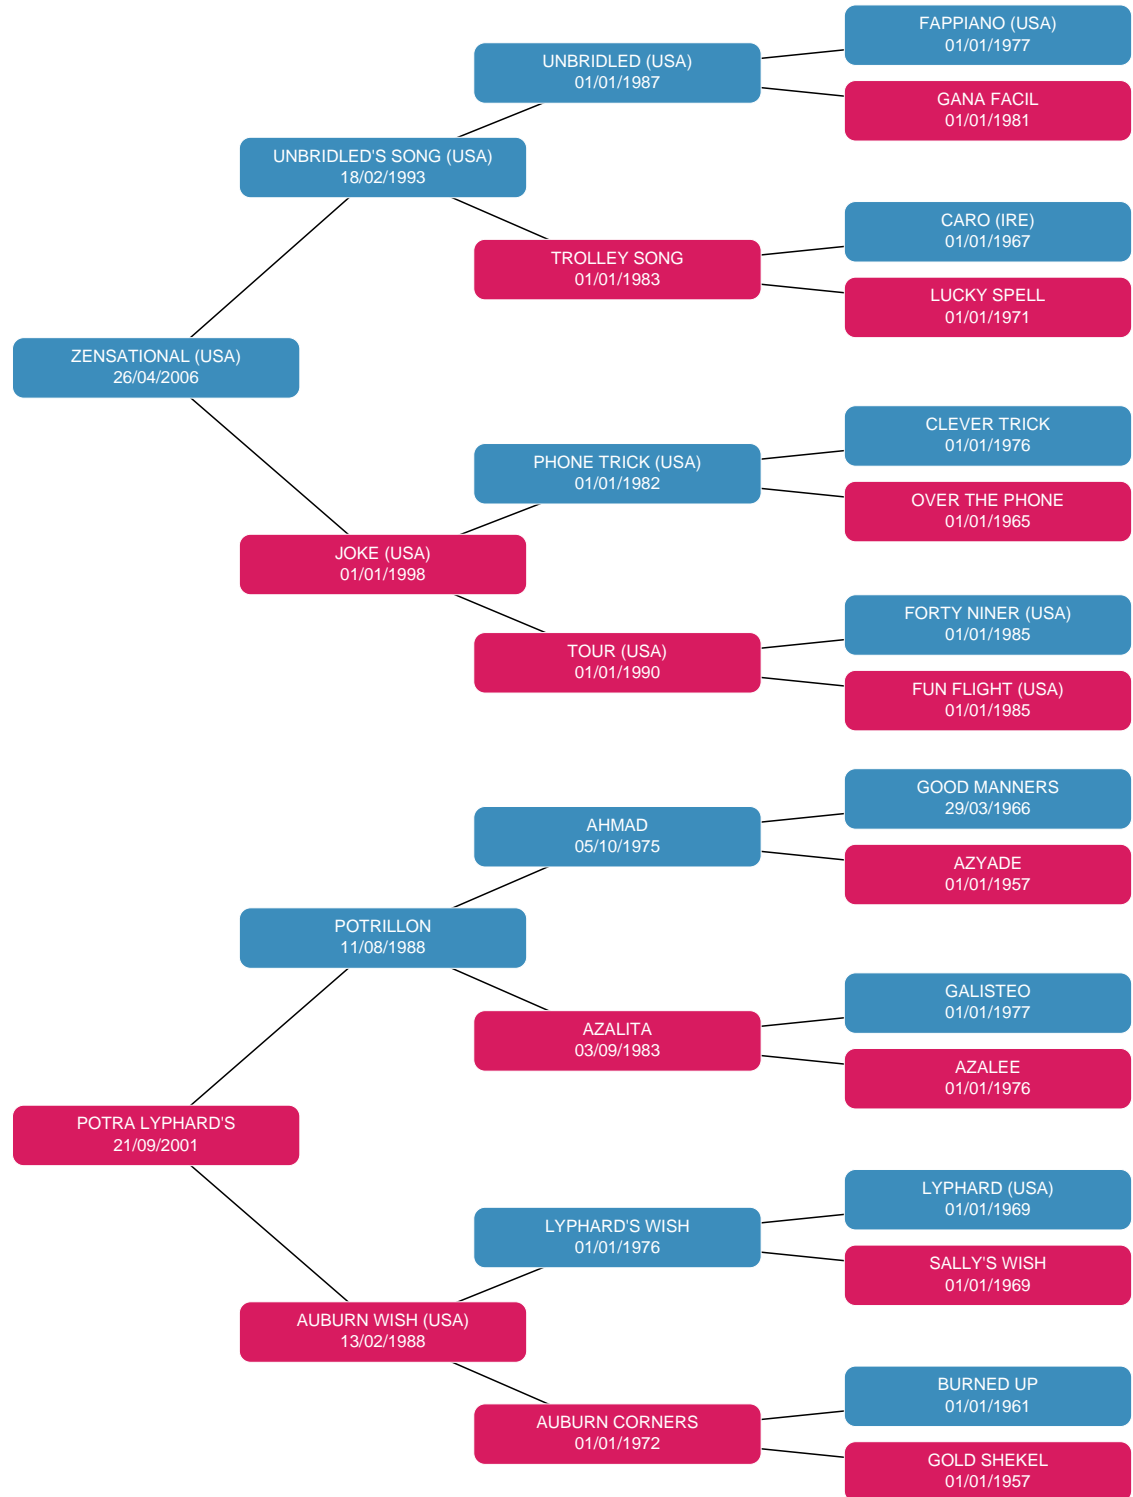 FAPPIANO (USA)
01/01/1977
UNBRIDLED (USA)
01/01/1987
GANA FACIL
01/01/1981
UNBRIDLED'S SONG (USA)
18/02/1993
CARO (IRE)
01/01/1967
TROLLEY SONG
01/01/1983
LUCKY SPELL
01/01/1971
ZENSATIONAL (USA)
26/04/2006
CLEVER TRICK
01/01/1976
PHONE TRICK (USA)
01/01/1982
OVER THE PHONE
01/01/1965
JOKE (USA)
01/01/1998
FORTY NINER (USA)
01/01/1985
TOUR (USA)
01/01/1990
FUN FLIGHT (USA)
01/01/1985
GOOD MANNERS
29/03/1966
AHMAD
05/10/1975
AZYADE
01/01/1957
POTRILLON
11/08/1988
GALISTEO
01/01/1977
AZALITA
03/09/1983
AZALEE
01/01/1976
POTRA LYPHARD'S
21/09/2001
LYPHARD (USA)
01/01/1969
LYPHARD'S WISH
01/01/1976
SALLY'S WISH
01/01/1969
AUBURN WISH (USA)
13/02/1988
BURNED UP
01/01/1961
AUBURN CORNERS
01/01/1972
GOLD SHEKEL
01/01/1957